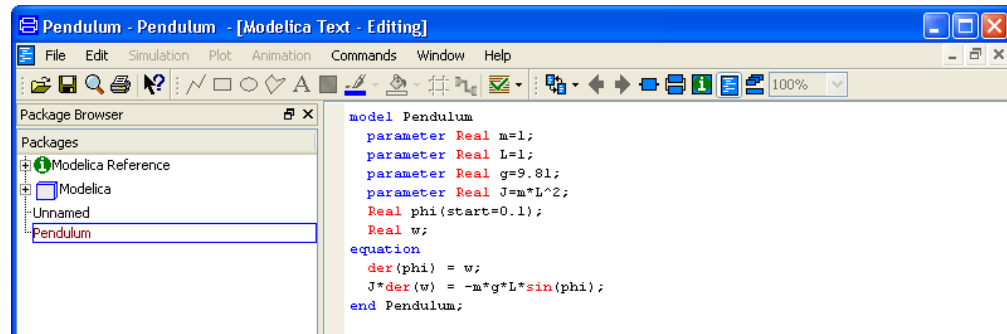 Pendulum - Pendulum - [Modelica Text - Editing]
File Edit Simulation Plot Animation Commands Window Help
A 100%
Package Browser
Packages
Modelica Reference
Modelica
Unnamed
Pendulum
model Pendulum
parameter Real m=1;
parameter Real L=1;
parameter Real g=9.81;
parameter Real J=m*L^2;
Real phi(start=0.1);
Real w;
equation
der(phi) = w;
J*der(w) = -m*g*L*sin(phi);
end Pendulum;